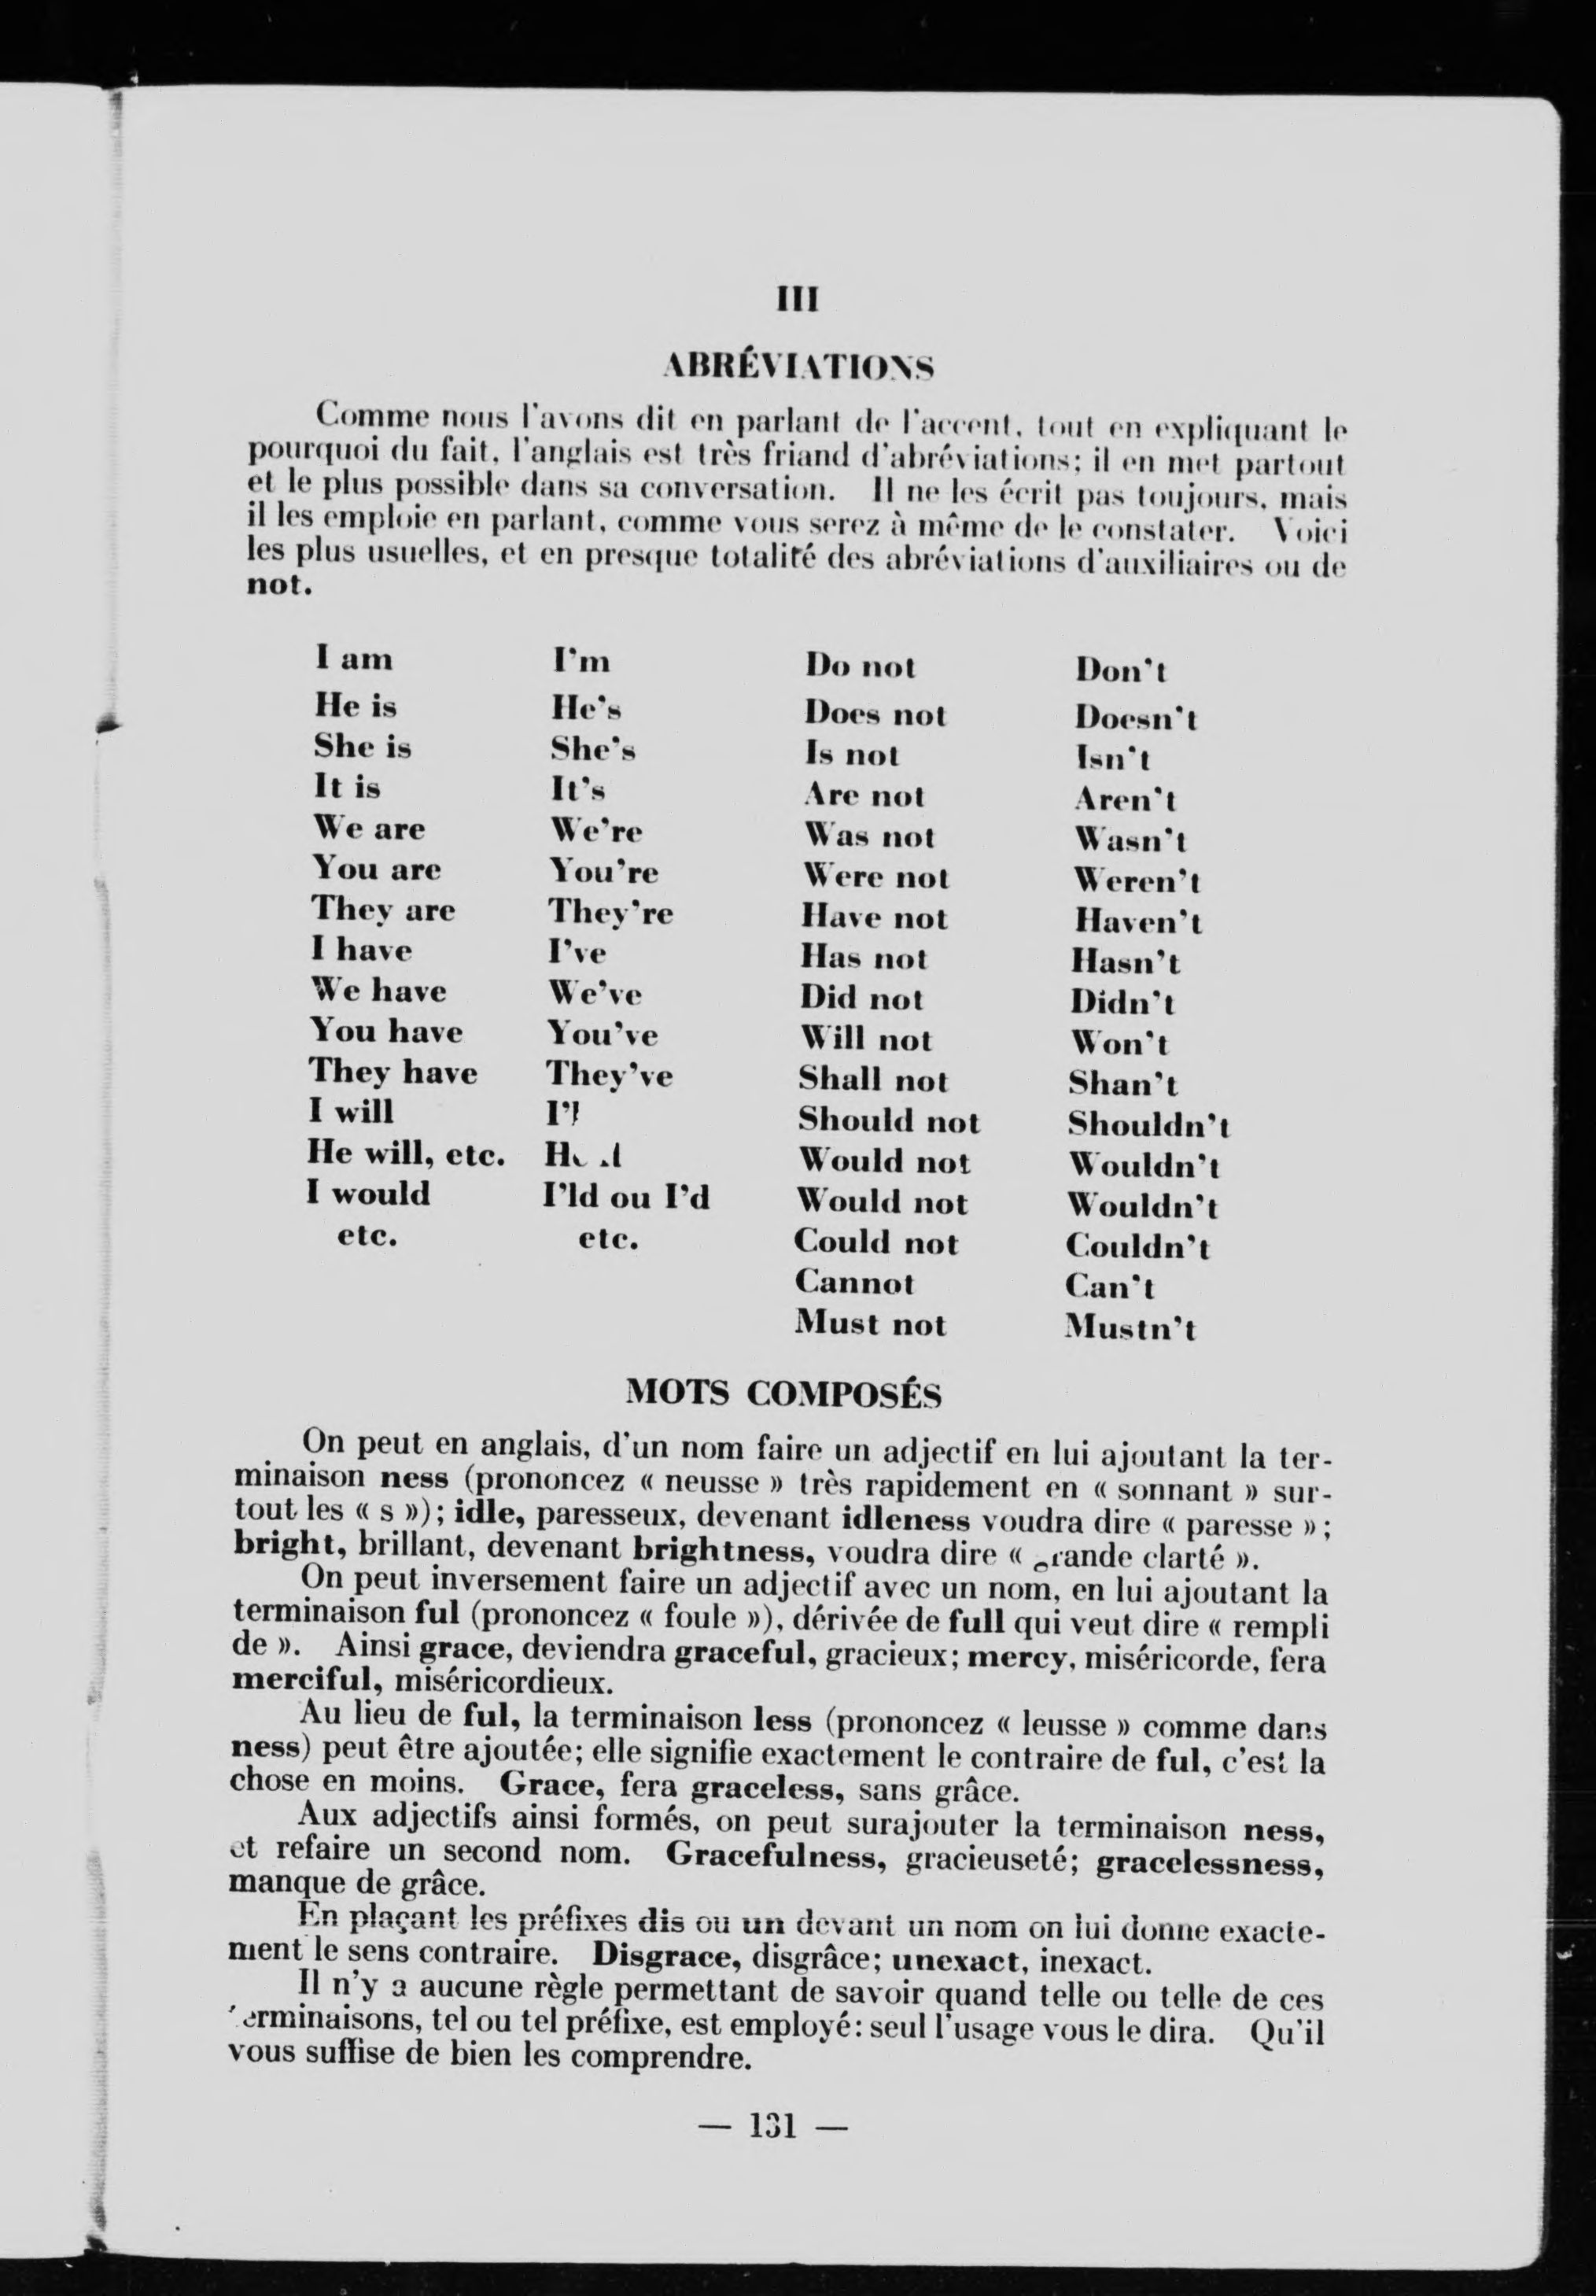 III
ABRÉVIATIONS
Comme nous l'avons dit en parlant de l'accent, tout en expliquant le
pourquoi du fait, l'anglais est très friand d'abréviations; il en met partout
et le plus possible dans sa conversation. Il ne les écrit pas toujours, mais
il les emploie en parlant, comme vous serez à même de le constater. Voici
les plus usuelles, et en presque totalité des abréviations d'auxiliaires ou de
not.
I am I'm Do not Don't
He is He's Does not Doesn't
She is She's Is not Isn't
It is It's Are not Aren't
We are We're Was not Wasn't
You are You're Were not Weren't
They are They're Have not Haven't
I have I've Has not Hasn't
We have We've Did not Didn't
You have You've Will not Won't
They have They've Shall not Shan't
I will Should not Shouldn't
He will, etc. Would not Wouldn't
I would I'ld ou I'd Would not Wouldn't
etc. etc. Could not Couldn't
Cannot Can't
Must not Mustn't
MOTS COMPOSÉS
On peut en anglais, d'un nom faire un adjectif en lui ajoutant la ter-
minaison ness (prononcez « neusse » très rapidement en « sonnant » sur-
tout les « s »); idle, paresseux, devenant idleness voudra dire « paresse »;
bright, brillant, devenant brightness, voudra dire « grande clarté ».
On peut inversement faire un adjectif avec un nom, en lui ajoutant la
terminaison ful (prononcez « foule »), dérivée de full qui veut dire « rempli
de ». Ainsi grace, deviendra graceful, gracieux; mercy, miséricorde, fera
merciful, miséricordieux.
Au lieu de ful, la terminaison less (prononcez « leusse » comme dans
ness) peut être ajoutée; elle signifie exactement le contraire de ful, c'est la
chose en moins. Grace, fera graceless, sans grâce.
Aux adjectifs ainsi formés, on peut surajouter la terminaison ness,
et refaire un second nom. Gracefulness, gracieuseté; gracelessness,
manque de grâce.
En plaçant les préfixes dis ou un devant un nom on lui donne exacte-
ment le sens contraire. Disgrace, disgrâce; unexact, inexact.
Il n'y a aucune règle permettant de savoir quand telle ou telle de ces
terminaisons, tel ou tel préfixe, est employé: seul l'usage vous le dira. Qu'il
vous suffise de bien les comprendre.
— 131 —